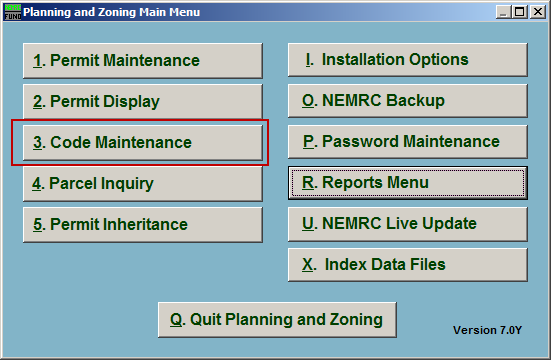 Planning and Zoning Main Menu
1. Permit Maintenance
2. Permit Display
3. Code Maintenance
4. Parcel Inquiry
5. Permit Inheritance
I. Installation Options
O. NEMRC Backup
P. Password Maintenance
R. Reports Menu
U. NEMRC Live Update
X. Index Data Files
Q. Quit Planning and Zoning
Version 7.0Y